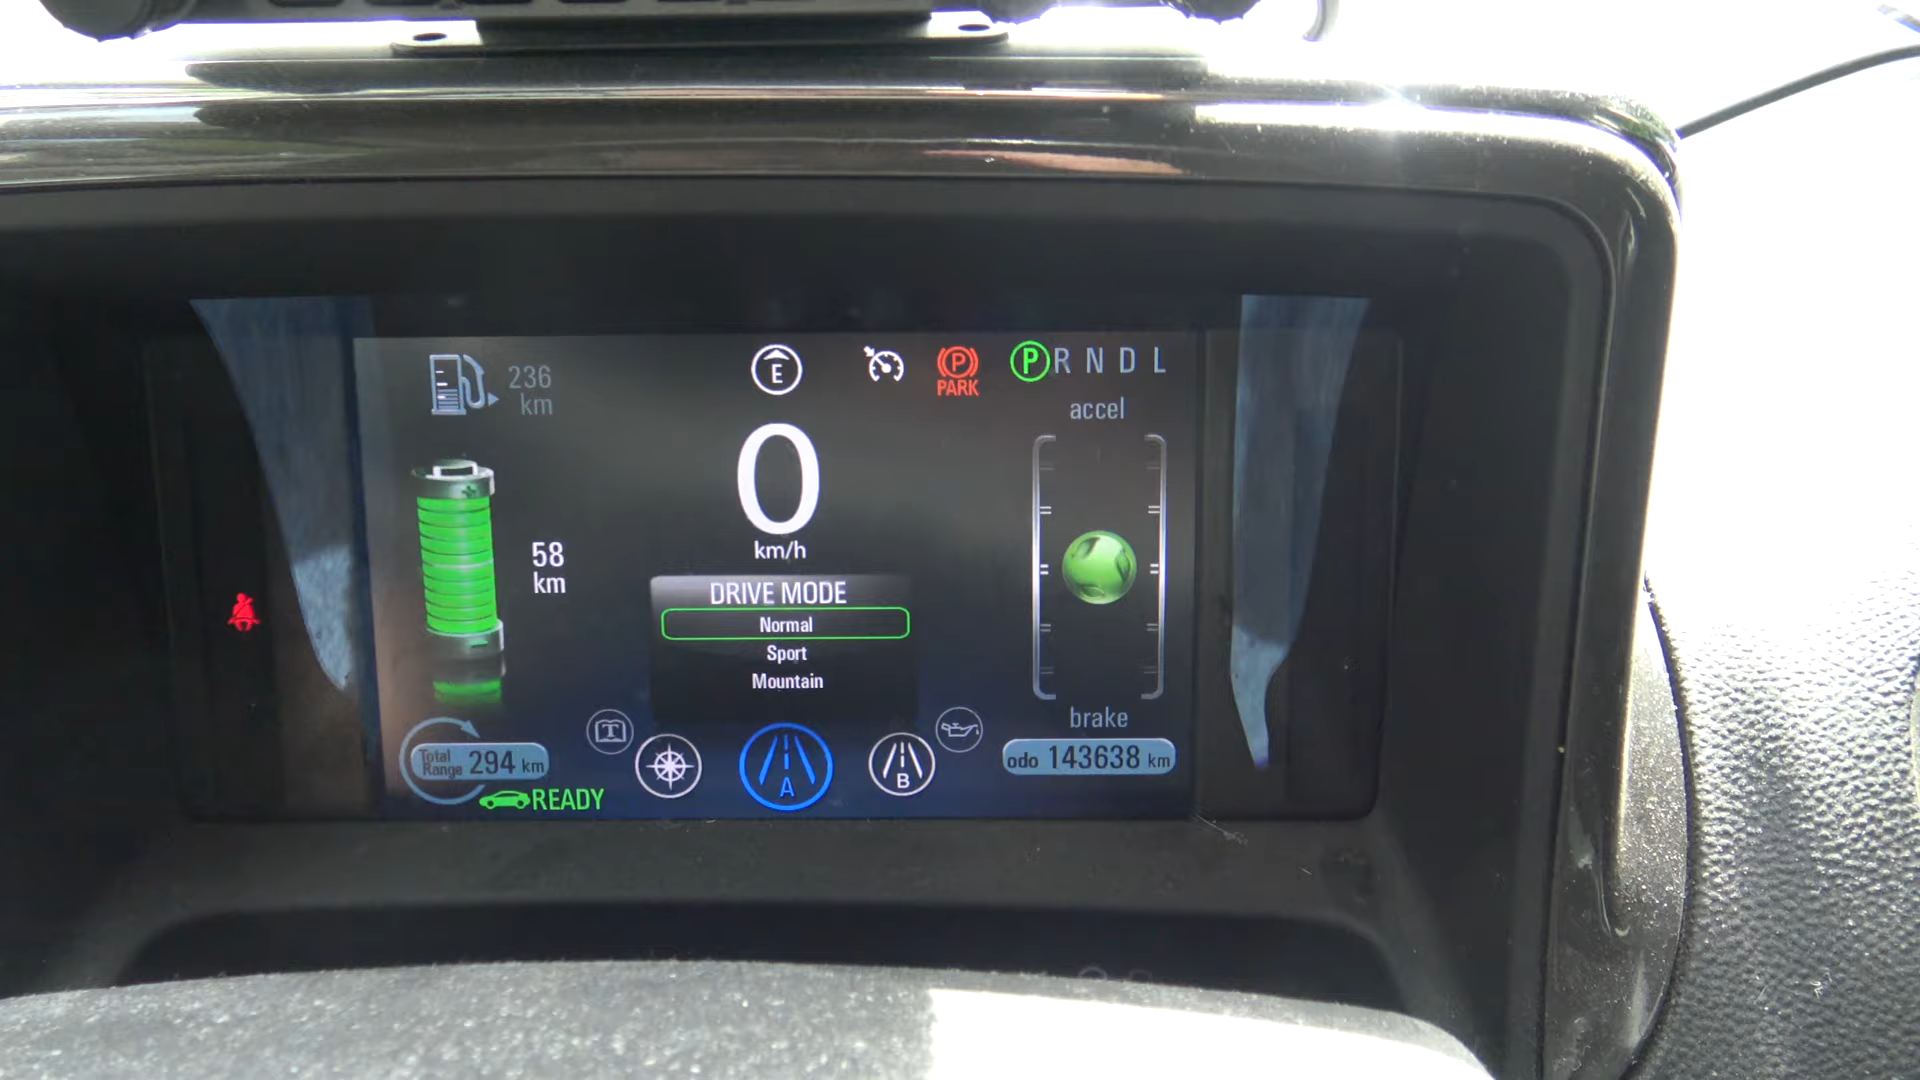 236
km
E
P
PARK
P R N D L
accel
0
km/h
58
km
DRIVE MODE
Normal
Sport
Mountain
brake
Total
Range 294 km
T
A
B
odo 143638 km
READY